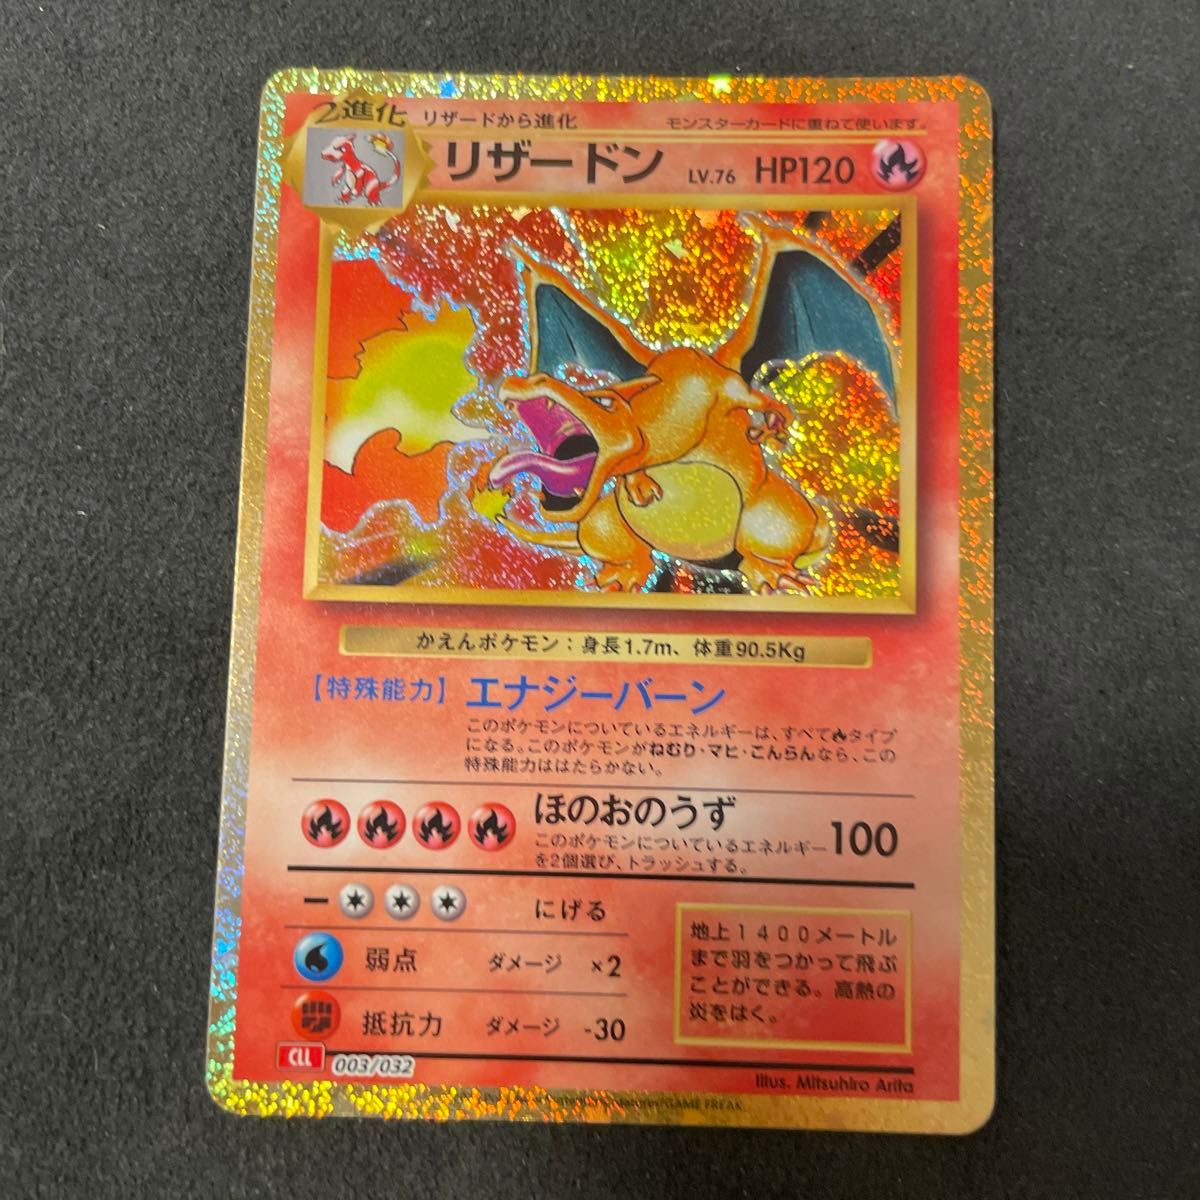 2進化 リザードから進化 モンスターカードに重ねて使います。
リザードン LV.76 HP120
かえんポケモン：身長1.7m、体重90.5Kg
【特殊能力】エナジーバーン
このポケモンについているエネルギーは、すべてタイプ
になる。このポケモンがねむり・マヒ・こんらんなら、この
特殊能力ははたらかない。
ほのおのうず 100
このポケモンについているエネルギー
を2個選び、トラッシュする。
にげる
弱点 ダメージ ×2
抵抗力 ダメージ -30
地上1400メートル
まで羽をつかって飛ぶ
ことができる。高熱の
炎をはく。
CLL 003/032
Illus. Mitsuhiro Arita
/GAME FREAK